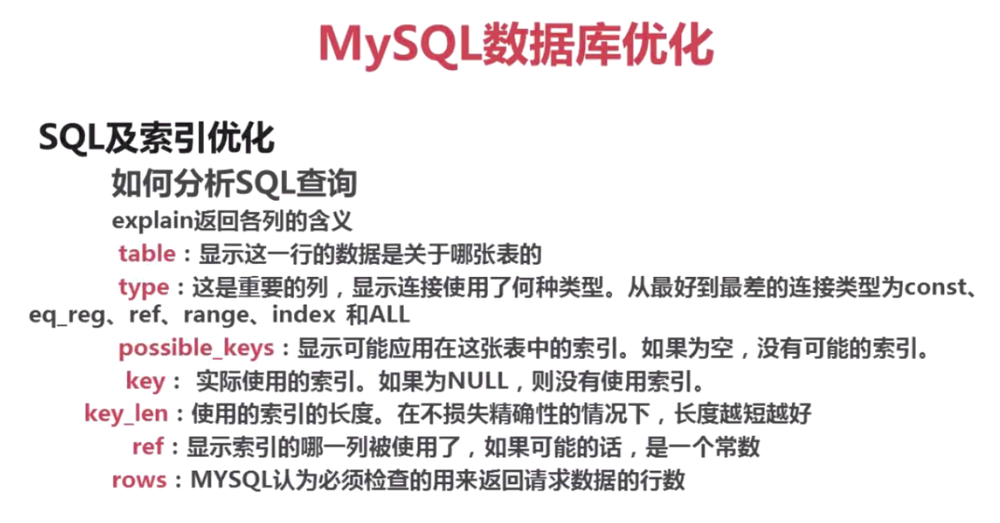 MySQL数据库优化
SQL及索引优化
如何分析SQL查询
explain返回各列的含义
table：显示这一行的数据是关于哪张表的
type：这是重要的列，显示连接使用了何种类型。从最好到最差的连接类型为const、
eq_reg、ref、range、index 和ALL
possible_keys：显示可能应用在这张表中的索引。如果为空，没有可能的索引。
key： 实际使用的索引。如果为NULL，则没有使用索引。
key_len：使用的索引的长度。在不损失精确性的情况下，长度越短越好
ref：显示索引的哪一列被使用了，如果可能的话，是一个常数
rows：MYSQL认为必须检查的用来返回请求数据的行数